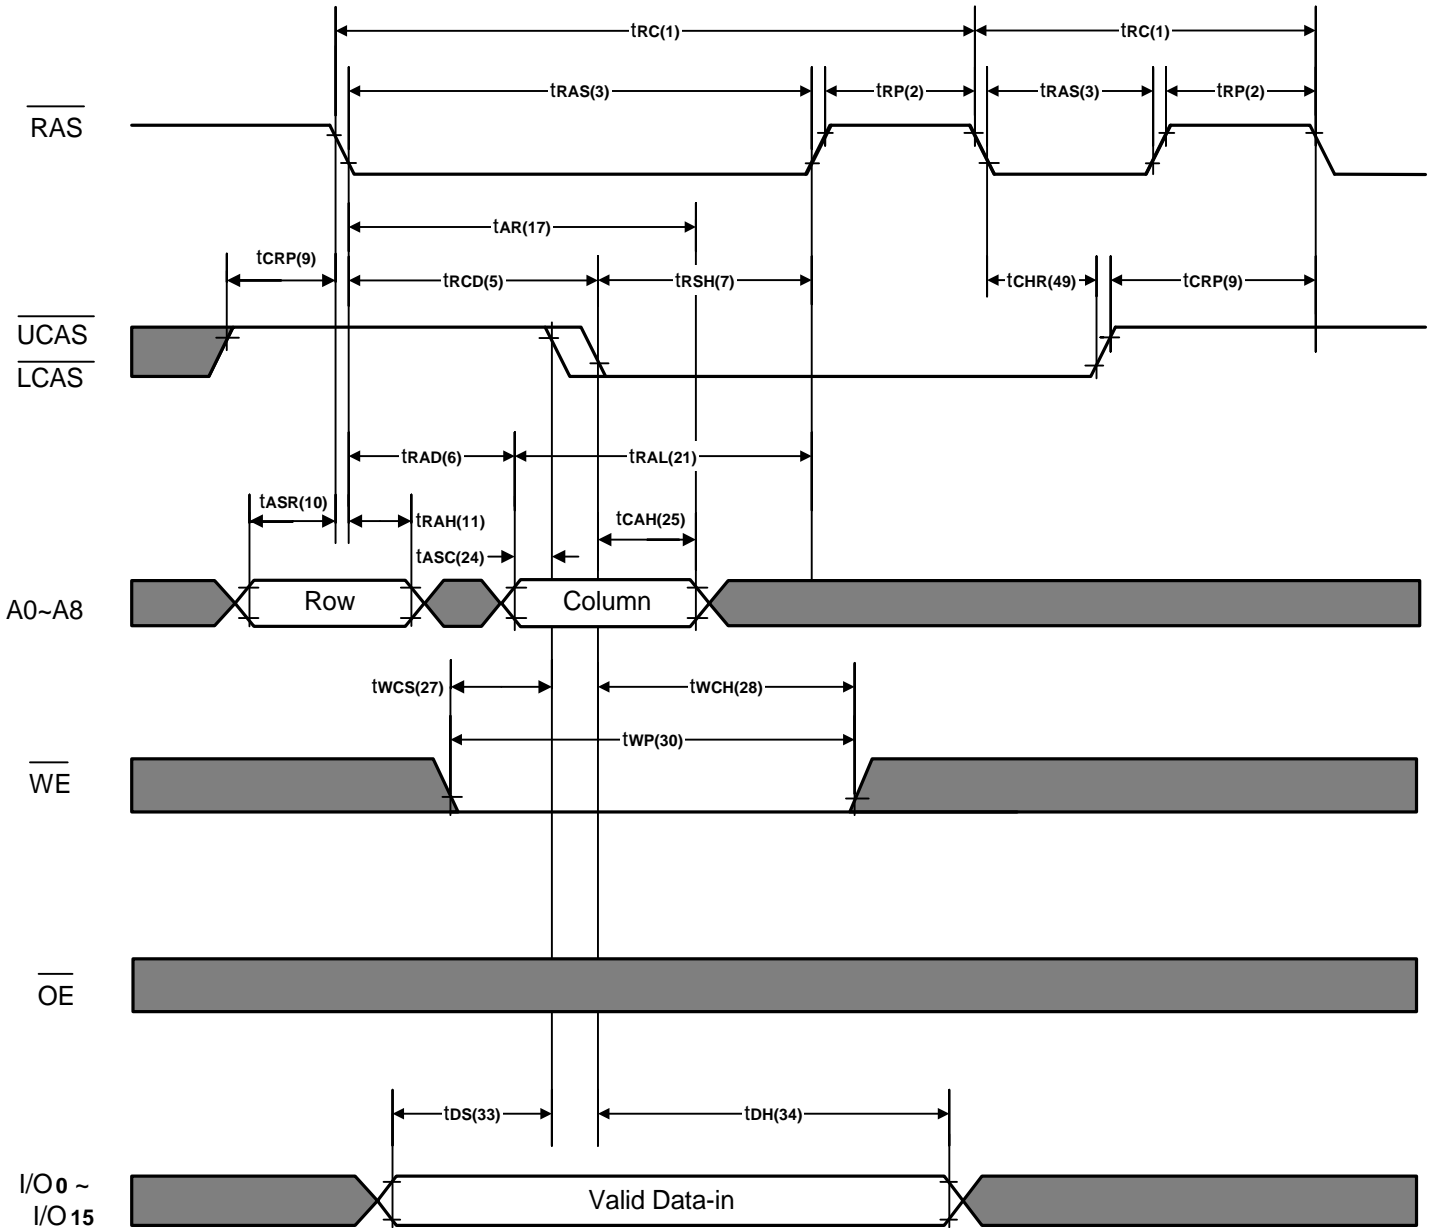 tRC(1) tRC(1)
tRAS(3) tRP(2) tRAS(3) tRP(2)
RAS
tAR(17)
tCRP(9) tRCD(5) tRSH(7) tCHR(49) tCRP(9)
UCAS
LCAS
tRAD(6) tRAL(21)
tASR(10) tRAH(11) tCAH(25)
tASC(24)
A0~A8 Row Column
tWCS(27) tWCH(28)
tWP(30)
WE
OE
tDS(33) tDH(34)
I/O0 ~
I/O15
Valid Data-in